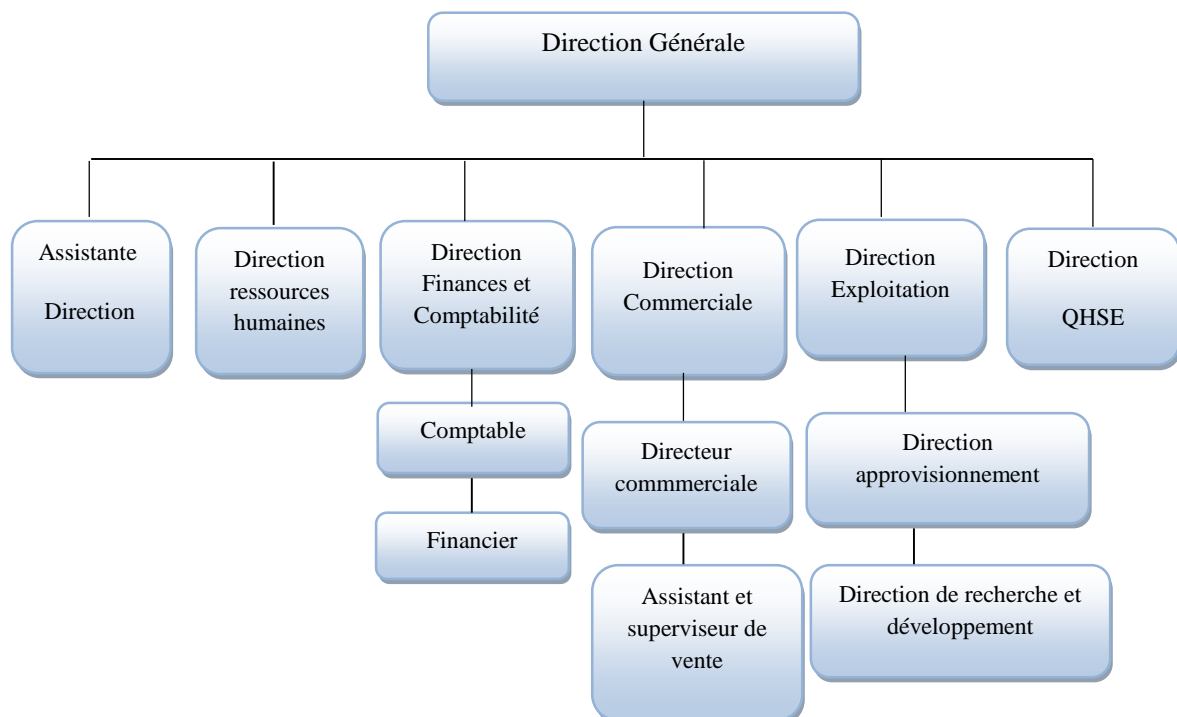 Direction Générale
Assistante
Direction
Direction
ressources
humaines
Direction
Finances et
Comptabilité
Direction
Commerciale
Direction
Exploitation
Direction
QHSE
Comptable
Financier
Directeur
commmerciale
Assistant et
superviseur de
vente
Direction
approvisionnement
Direction de recherche et
développement